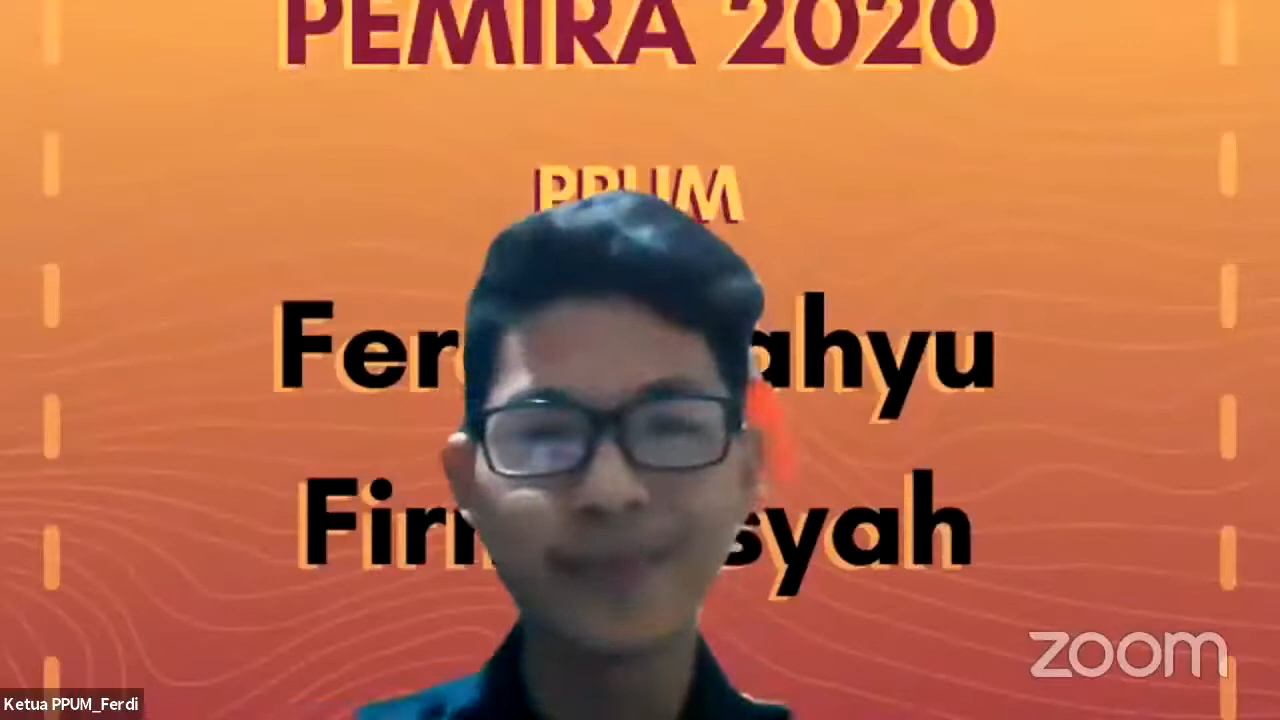 PEMIRA 2020
PPUM
Fer ahyu
Fir syah
zoom
Ketua PPUM_Ferdi